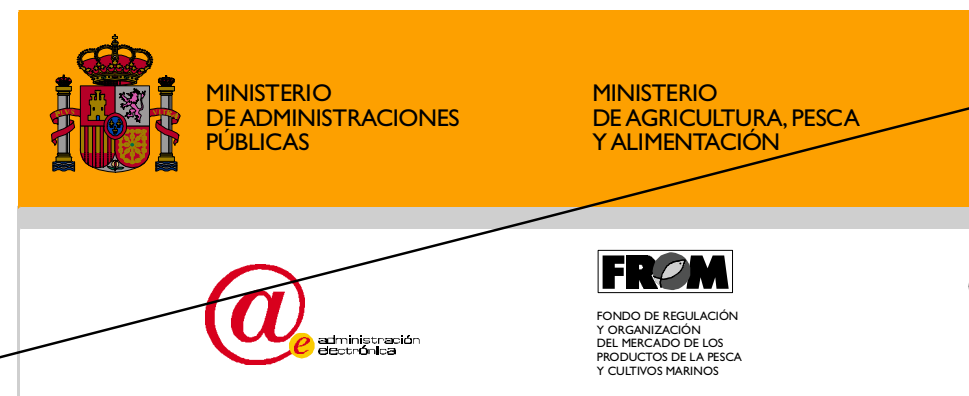 MINISTERIO
DE ADMINISTRACIONES
PÚBLICAS
MINISTERIO
DE AGRICULTURA, PESCA
Y ALIMENTACIÓN
@
e administración
electrónica
FROM
FONDO DE REGULACIÓN
Y ORGANIZACIÓN
DEL MERCADO DE LOS
PRODUCTOS DE LA PESCA
Y CULTIVOS MARINOS